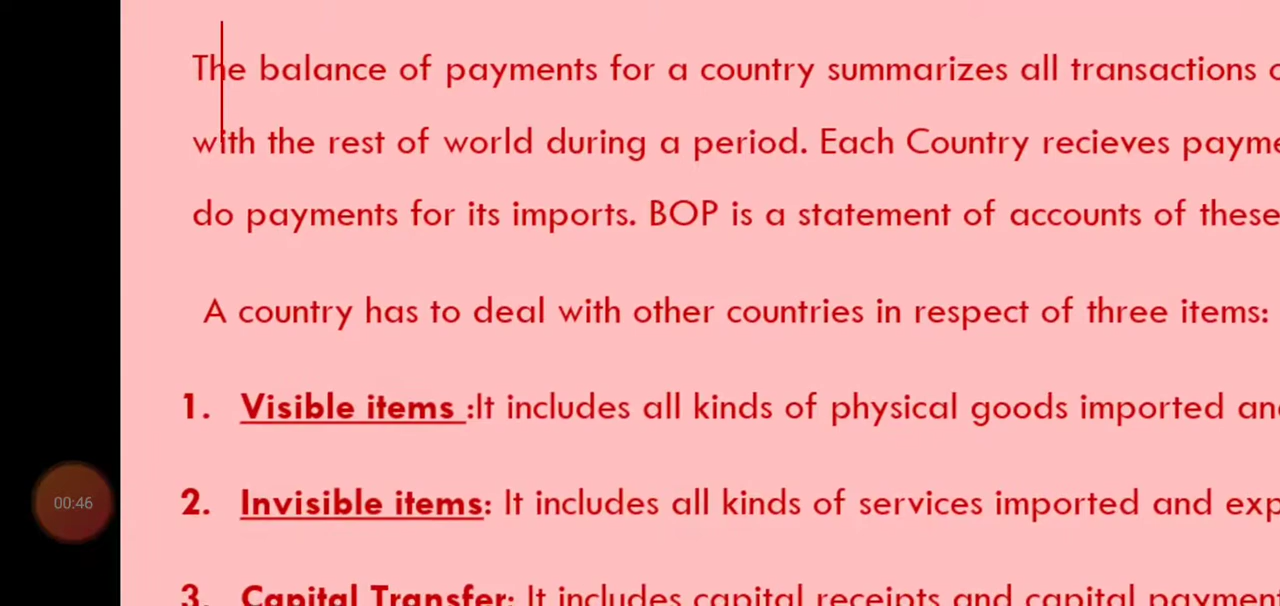 The balance of payments for a country summarizes all transactions
with the rest of world during a period. Each Country recieves
do payments for its imports. BOP is a statement of accounts of these
A country has to deal with other countries in respect of three items:
1. Visible items :It includes all kinds of physical goods imported
2. Invisible items: It includes all kinds of services imported and
3. Capital Transfer: It includes capital receipts and capital
00:46